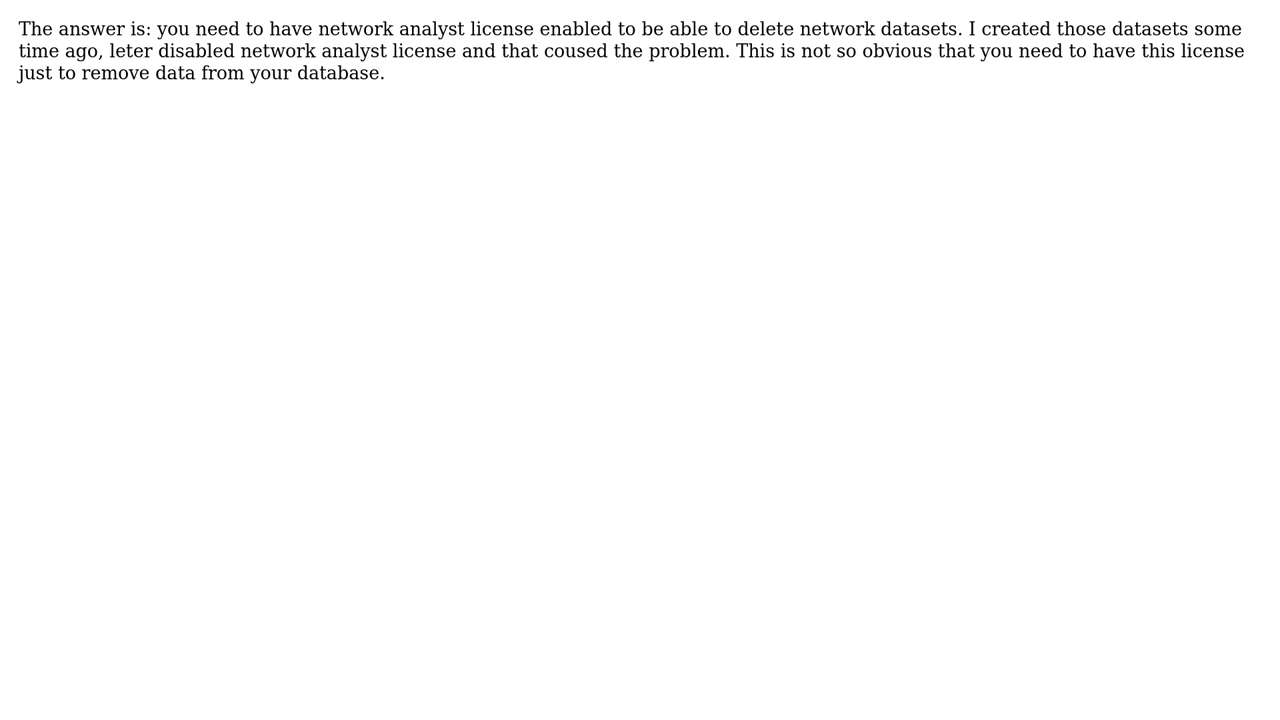 The answer is: you need to have network analyst license enabled to be able to delete network datasets. I created those datasets some
time ago, leter disabled network analyst license and that coused the problem. This is not so obvious that you need to have this license
just to remove data from your database.